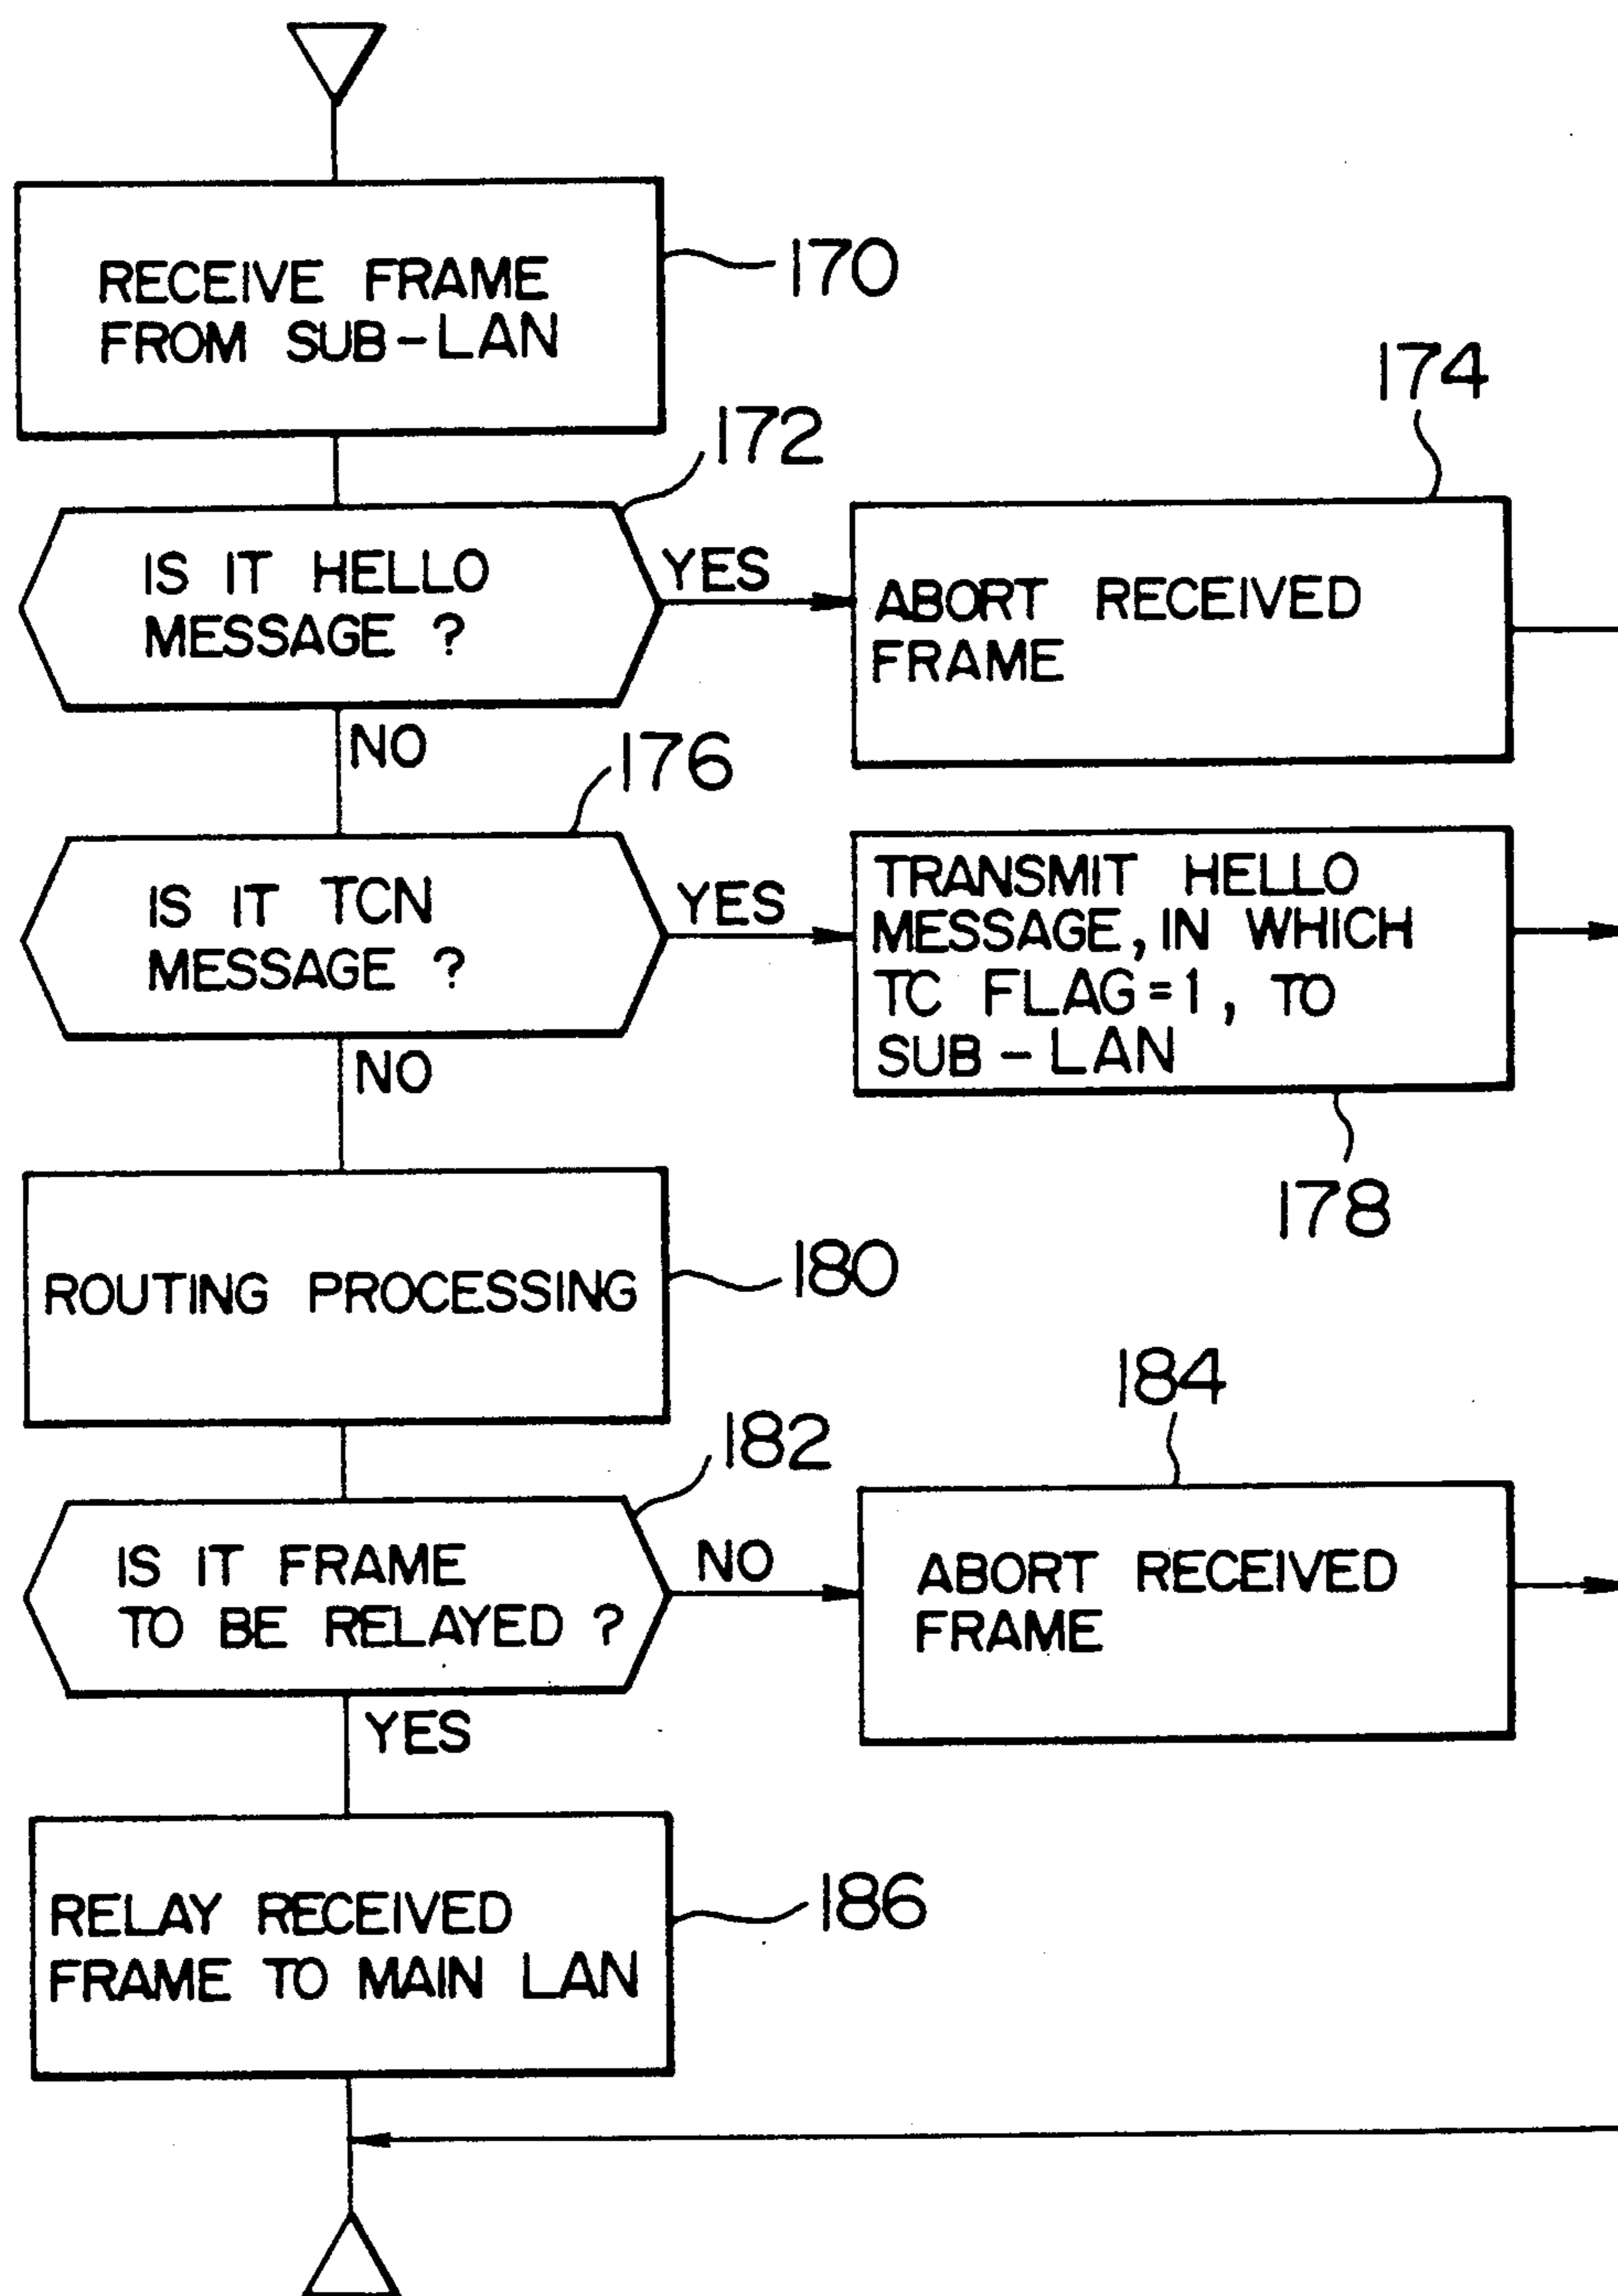 RECEIVE FRAME
FROM SUB-LAN
170
172
174
IS IT HELLO
MESSAGE ?
YES
ABORT RECEIVED
FRAME
NO
176
IS IT TCN
MESSAGE ?
YES
TRANSMIT HELLO
MESSAGE, IN WHICH
TC FLAG=1, TO
SUB-LAN
NO
178
ROUTING PROCESSING
180
182
184
IS IT FRAME
TO BE RELAYED ?
NO
ABORT RECEIVED
FRAME
YES
RELAY RECEIVED
FRAME TO MAIN LAN
186